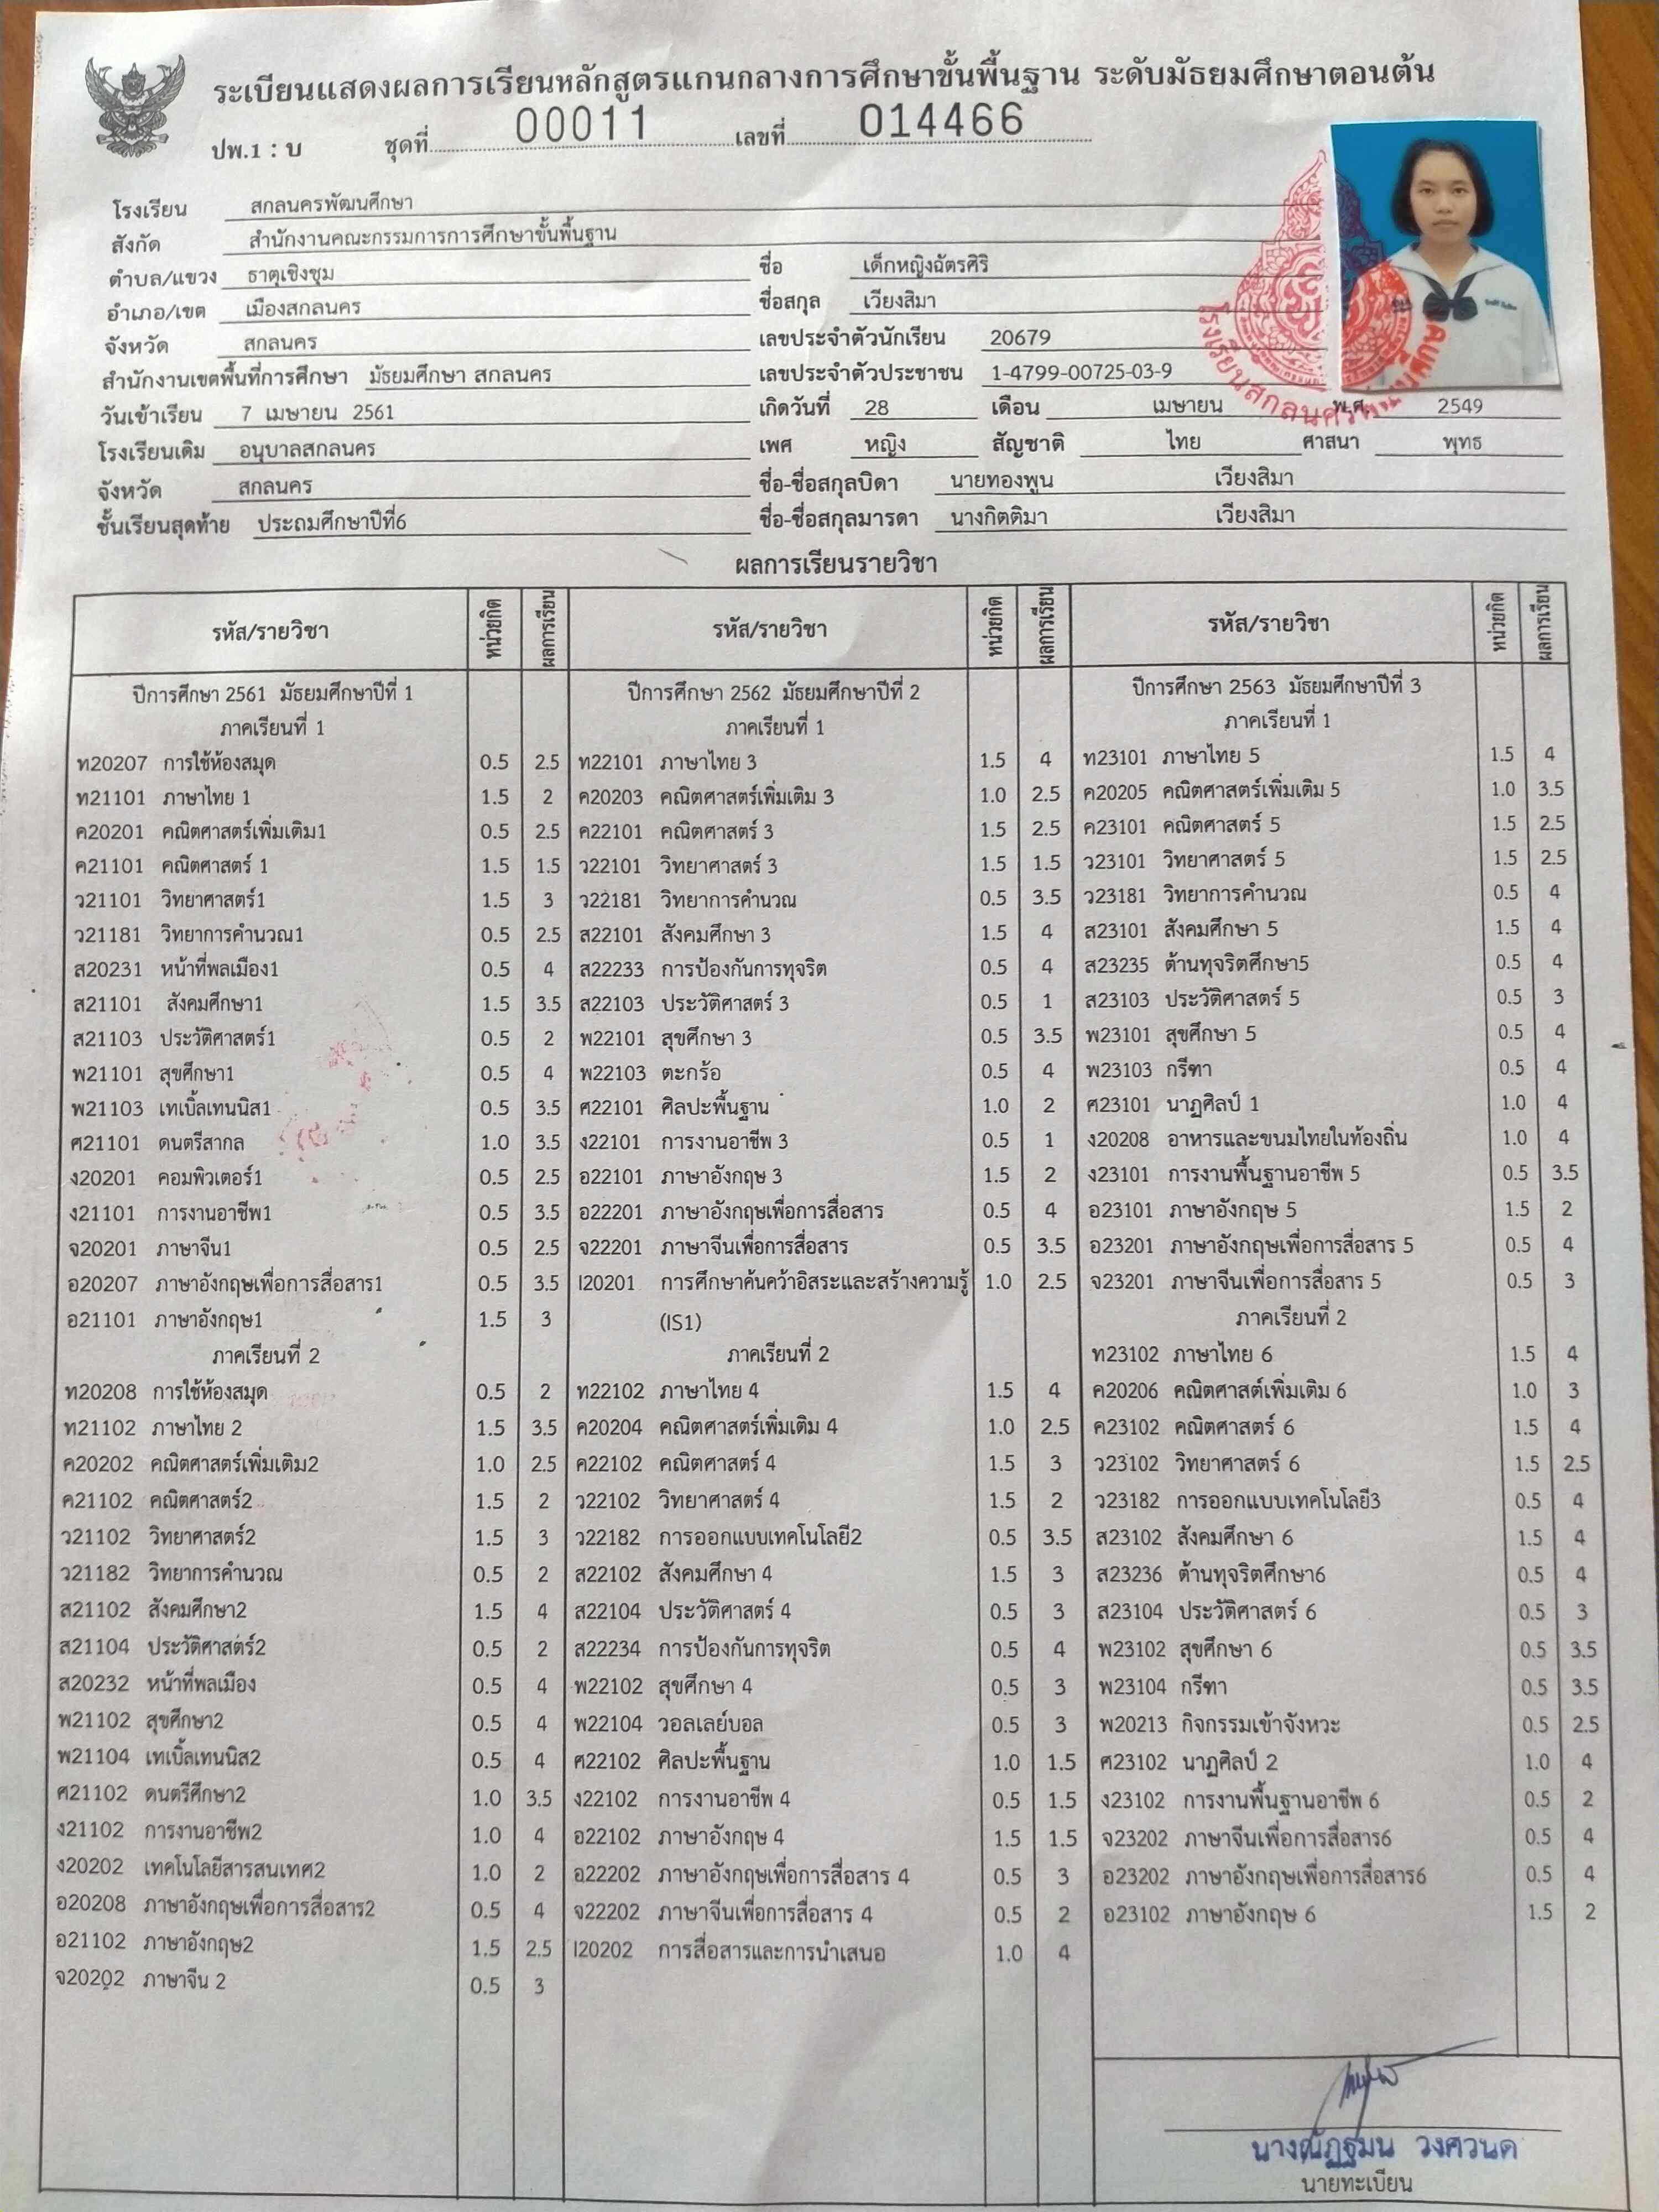 ระเบียนแสดงผลการเรียนหลักสูตรแกนกลางการศึกษาขั้นพื้นฐาน ระดับมัธยมศึกษาตอนต้น
ปพ.1 : บ ชุดที่ 00011 เลขที่ 014466
โรงเรียน สกลนครพัฒนศึกษา
สังกัด สำนักงานคณะกรรมการการศึกษาขั้นพื้นฐาน
ตำบล/แขวง ธาตุเชิงชุม
อำเภอ/เขต เมืองสกลนคร
จังหวัด สกลนคร
สำนักงานเขตพื้นที่การศึกษา มัธยมศึกษา สกลนคร
วันเข้าเรียน 7 เมษายน 2561
โรงเรียนเดิม อนุบาลสกลนคร
จังหวัด สกลนคร
ชั้นเรียนสุดท้าย ประถมศึกษาปีที่6
ชื่อ เด็กหญิงฉัตรศิริ
ชื่อสกุล เวียงสิมา
เลขประจำตัวนักเรียน 20679
เลขประจำตัวประชาชน 1-4799-00725-03-9
เกิดวันที่ 28 เดือน เมษายน พ.ศ. 2549
เพศ หญิง สัญชาติ ไทย ศาสนา พุทธ
ชื่อ-ชื่อสกุลบิดา นายทองพูน เวียงสิมา
ชื่อ-ชื่อสกุลมารดา นางกิตติมา เวียงสิมา
ผลการเรียนรายวิชา
รหัส/รายวิชา หน่วยกิต ผลการเรียน
ปีการศึกษา 2561 มัธยมศึกษาปีที่ 1
ภาคเรียนที่ 1
ท20207 การใช้ห้องสมุด 0.5 2.5
ท21101 ภาษาไทย 1 1.5 2
ค20201 คณิตศาสตร์เพิ่มเติม1 0.5 2.5
ค21101 คณิตศาสตร์ 1 1.5 1.5
ว21101 วิทยาศาสตร์1 1.5 3
ว21181 วิทยาการคำนวณ1 0.5 2.5
ส20231 หน้าที่พลเมือง1 0.5 4
ส21101 สังคมศึกษา1 1.5 3.5
ส21103 ประวัติศาสตร์1 0.5 2
พ21101 สุขศึกษา1 0.5 4
พ21103 เทเบิ้ลเทนนิส1 0.5 3.5
ศ21101 ดนตรีสากล 1.0 3.5
ง20201 คอมพิวเตอร์1 0.5 2.5
ง21101 การงานอาชีพ1 0.5 3.5
จ20201 ภาษาจีน1 0.5 2.5
อ20207 ภาษาอังกฤษเพื่อการสื่อสาร1 0.5 3.5
อ21101 ภาษาอังกฤษ1 1.5 3
ภาคเรียนที่ 2
ท20208 การใช้ห้องสมุด 0.5 2
ท21102 ภาษาไทย 2 1.5 3.5
ค20202 คณิตศาสตร์เพิ่มเติม2 1.0 2.5
ค21102 คณิตศาสตร์2 1.5 2
ว21102 วิทยาศาสตร์2 1.5 3
ว21182 วิทยาการคำนวณ 0.5 2
ส21102 สังคมศึกษา2 1.5 4
ส21104 ประวัติศาสตร์2 0.5 2
ส20232 หน้าที่พลเมือง 0.5 4
พ21102 สุขศึกษา2 0.5 4
พ21104 เทเบิ้ลเทนนิส2 0.5 4
ศ21102 ดนตรีศึกษา2 1.0 3.5
ง21102 การงานอาชีพ2 1.0 4
ง20202 เทคโนโลยีสารสนเทศ2 1.0 2
อ20208 ภาษาอังกฤษเพื่อการสื่อสาร2 0.5 4
อ21102 ภาษาอังกฤษ2 1.5 2.5
จ20202 ภาษาจีน 2 0.5 3
รหัส/รายวิชา หน่วยกิต ผลการเรียน
ปีการศึกษา 2562 มัธยมศึกษาปีที่ 2
ภาคเรียนที่ 1
ท22101 ภาษาไทย 3 1.5 4
ค20203 คณิตศาสตร์เพิ่มเติม 3 1.0 2.5
ค22101 คณิตศาสตร์ 3 1.5 2.5
ว22101 วิทยาศาสตร์ 3 1.5 1.5
ว22181 วิทยาการคำนวณ 0.5 3.5
ส22101 สังคมศึกษา 3 1.5 4
ส22233 การป้องกันการทุจริต 0.5 4
ส22103 ประวัติศาสตร์ 3 0.5 1
พ22101 สุขศึกษา 3 0.5 3.5
พ22103 ตะกร้อ 0.5 4
ศ22101 ศิลปะพื้นฐาน 1.0 2
ง22101 การงานอาชีพ 3 0.5 1
อ22101 ภาษาอังกฤษ 3 1.5 2
อ22201 ภาษาอังกฤษเพื่อการสื่อสาร 0.5 4
จ22201 ภาษาจีนเพื่อการสื่อสาร 0.5 3.5
I20201 การศึกษาค้นคว้าอิสระและสร้างความรู้ 1.0 2.5
(IS1)
ภาคเรียนที่ 2
ท22102 ภาษาไทย 4 1.5 4
ค20204 คณิตศาสตร์เพิ่มเติม 4 1.0 2.5
ค22102 คณิตศาสตร์ 4 1.5 3
ว22102 วิทยาศาสตร์ 4 1.5 2
ว22182 การออกแบบเทคโนโลยี2 0.5 3.5
ส22102 สังคมศึกษา 4 1.5 3
ส22104 ประวัติศาสตร์ 4 0.5 3
ส22234 การป้องกันการทุจริต 0.5 4
พ22102 สุขศึกษา 4 0.5 3
พ22104 วอลเลย์บอล 0.5 3
ศ22102 ศิลปะพื้นฐาน 1.0 1.5
ง22102 การงานอาชีพ 4 0.5 1.5
อ22102 ภาษาอังกฤษ 4 1.5 1.5
อ22202 ภาษาอังกฤษเพื่อการสื่อสาร 4 0.5 3
จ22202 ภาษาจีนเพื่อการสื่อสาร 4 0.5 2
I20202 การสื่อสารและการนำเสนอ 1.0 4
รหัส/รายวิชา หน่วยกิต ผลการเรียน
ปีการศึกษา 2563 มัธยมศึกษาปีที่ 3
ภาคเรียนที่ 1
ท23101 ภาษาไทย 5 1.5 4
ค20205 คณิตศาสตร์เพิ่มเติม 5 1.0 3.5
ค23101 คณิตศาสตร์ 5 1.5 2.5
ว23101 วิทยาศาสตร์ 5 1.5 2.5
ว23181 วิทยาการคำนวณ 0.5 4
ส23101 สังคมศึกษา 5 1.5 4
ส23235 ต้านทุจริตศึกษา5 0.5 4
ส23103 ประวัติศาสตร์ 5 0.5 3
พ23101 สุขศึกษา 5 0.5 4
พ23103 กรีฑา 0.5 4
ศ23101 นาฏศิลป์ 1 1.0 4
ง20208 อาหารและขนมไทยในท้องถิ่น 1.0 4
ง23101 การงานพื้นฐานอาชีพ 5 0.5 3.5
อ23101 ภาษาอังกฤษ 5 1.5 2
อ23201 ภาษาอังกฤษเพื่อการสื่อสาร 5 0.5 4
จ23201 ภาษาจีนเพื่อการสื่อสาร 5 0.5 3
ภาคเรียนที่ 2
ท23102 ภาษาไทย 6 1.5 4
ค20206 คณิตศาสต์เพิ่มเติม 6 1.0 3
ค23102 คณิตศาสตร์ 6 1.5 4
ว23102 วิทยาศาสตร์ 6 1.5 2.5
ว23182 การออกแบบเทคโนโลยี3 0.5 4
ส23102 สังคมศึกษา 6 1.5 4
ส23236 ต้านทุจริตศึกษา6 0.5 4
ส23104 ประวัติศาสตร์ 6 0.5 3
พ23102 สุขศึกษา 6 0.5 3.5
พ23104 กรีฑา 0.5 3.5
พ20213 กิจกรรมเข้าจังหวะ 0.5 2.5
ศ23102 นาฏศิลป์ 2 1.0 4
ง23102 การงานพื้นฐานอาชีพ 6 0.5 2
จ23202 ภาษาจีนเพื่อการสื่อสาร6 0.5 4
อ23202 ภาษาอังกฤษเพื่อการสื่อสาร6 0.5 4
อ23102 ภาษาอังกฤษ 6 1.5 2
นางณัฏฐมน วงศวนด
นายทะเบียน